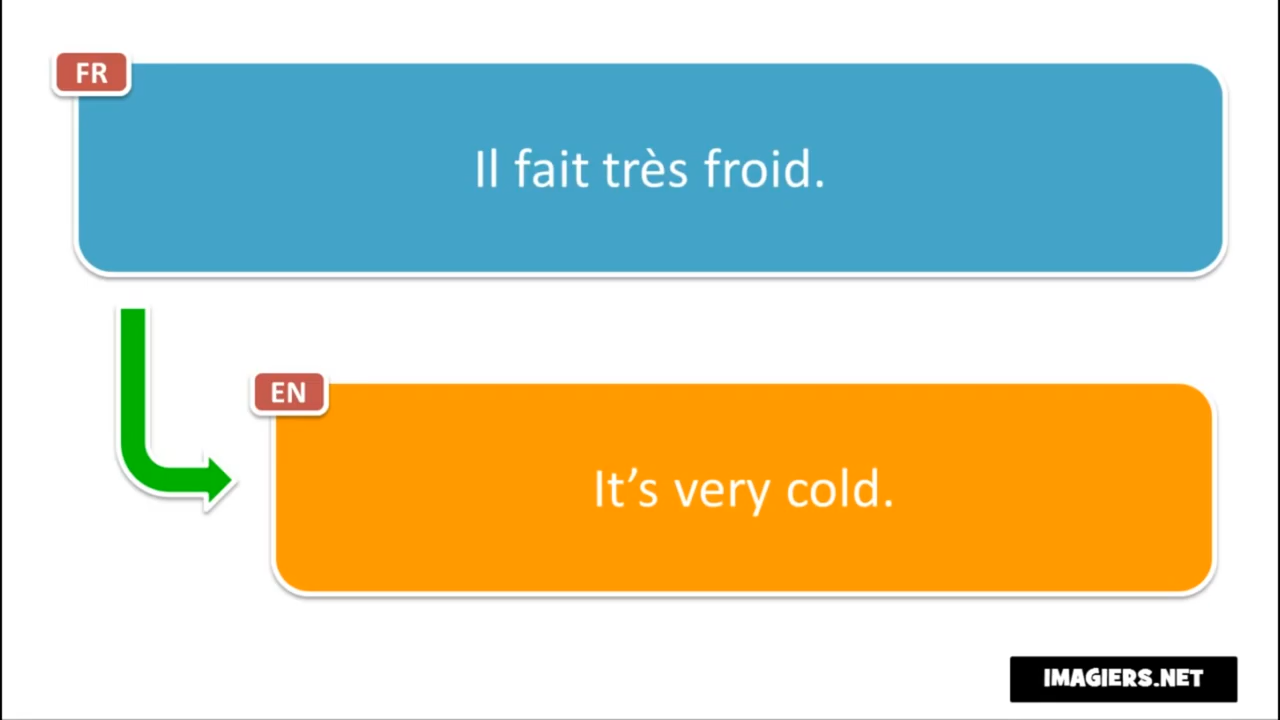 FR
Il fait très froid.
EN
It’s very cold.
IMAGIERS.NET